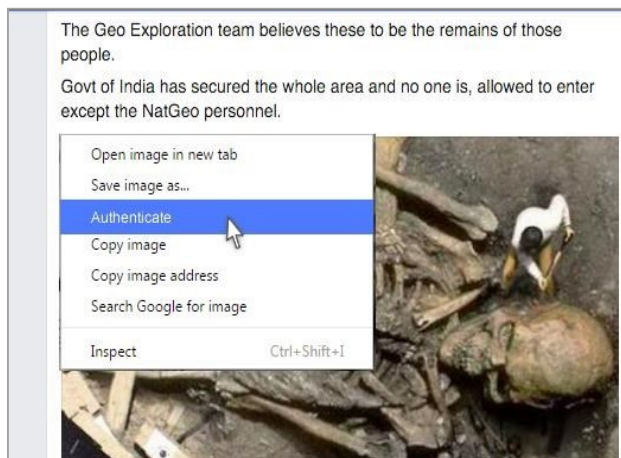 The Geo Exploration team believes these to be the remains of those
people.
Govt of India has secured the whole area and no one is, allowed to enter
except the NatGeo personnel.
Open image in new tab
Save image as...
Authenticate
Copy image
Copy image address
Search Google for image
Inspect Ctrl+Shift+I